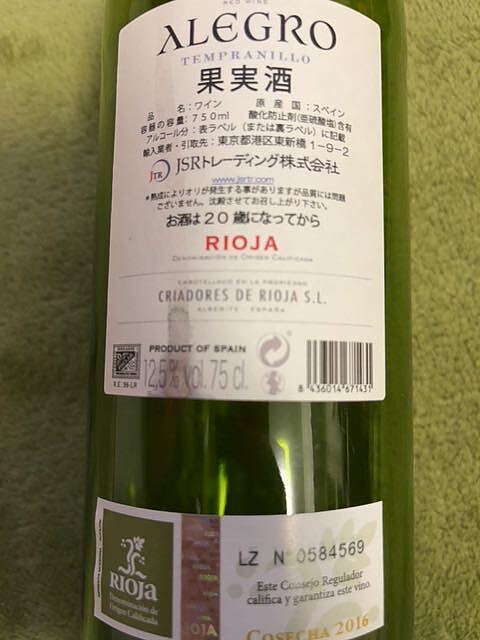 RED WINE
ALEGRO
TEMPRANILLO
果実酒
品 名：ワイン 原 産 国：スペイン
容器の容量：750ml 酸化防止剤(亜硫酸塩)含有
アルコール分：表ラベル（または裏ラベル）に記載
輸入業者・引取先：東京都港区東新橋1-9-2
JTR JSRトレーディング株式会社
www.jsrtr.com
*熟成によりオリが発生する事がありますが品質には問題
ございません。比較させてお召し上がり下さい。
お酒は20歳になってから
RIOJA
DENOMINACIÓN DE ORIGEN CALIFICADA
EMBOTELLADO EN LA PROPIEDAD
CRIADORES DE RIOJA S.L.
ALBERITE - ESPAÑA
PRODUCT OF SPAIN
12,5% vol. 75 cl.
8 436014 671431
LZ Nº 0584569
RIOJA
Denominación de
Origen Calificada
Este Consejo Regulador
califica y garantiza este vino.
COSECHA 2016